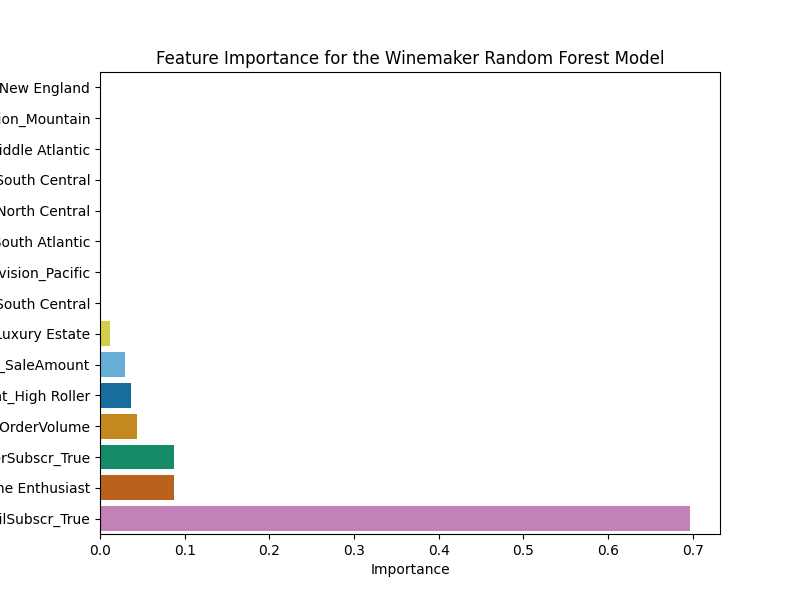 Feature Importance for the Winemaker Random Forest Model
New England
ion_Mountain
iddle Atlantic
South Central
North Central
South Atlantic
vision_Pacific
South Central
Luxury Estate
_SaleAmount
nt_High Roller
OrderVolume
erSubscr_True
ne Enthusiast
ilSubscr_True
0.0 0.1 0.2 0.3 0.4 0.5 0.6 0.7
Importance